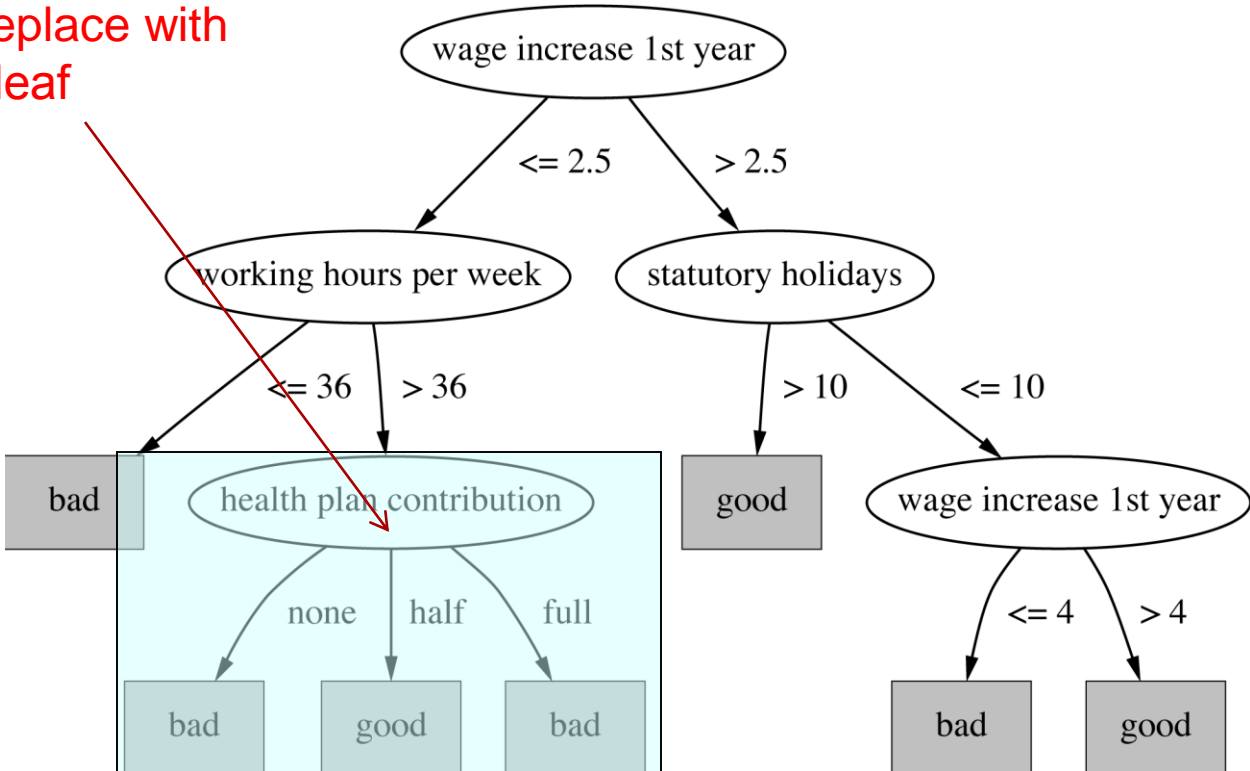 eplace with
leaf
wage increase 1st year
<= 2.5
> 2.5
working hours per week
statutory holidays
<= 36
> 36
> 10
<= 10
bad
health plan contribution
good
wage increase 1st year
none
half
full
<= 4
> 4
bad
good
bad
bad
good